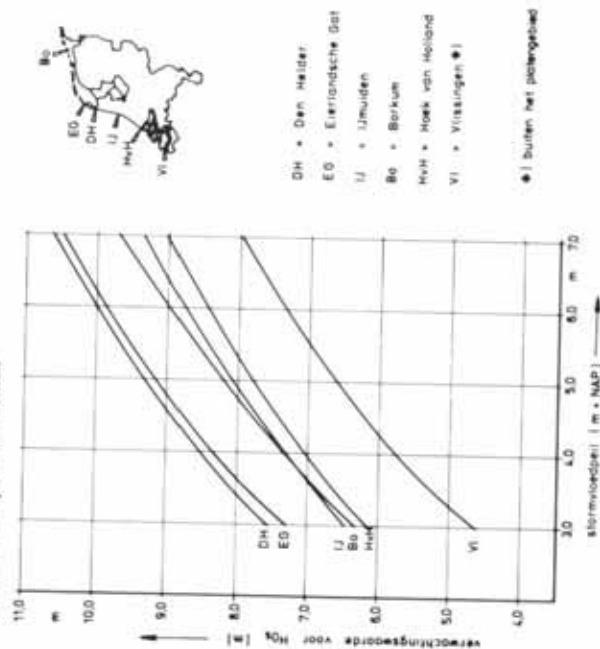 Bo
EG
DH
IJ
HvH
Vl
DH = Den Helder
EG = Eierlandsche Gat
IJ = IJmuiden
Bo = Borkum
HvH = Hoek van Holland
Vl = Vlissingen *)
*) buiten het platengebied
11,0
m
10,0
9,0
8,0
7,0
6,0
5,0
4,0
verwachtingswaarde voor H0s [m]
DH
EG
IJ
Bo
HvH
Vl
3,0
4,0
5,0
6,0
m
7,0
stormvloedpeil [m + NAP]